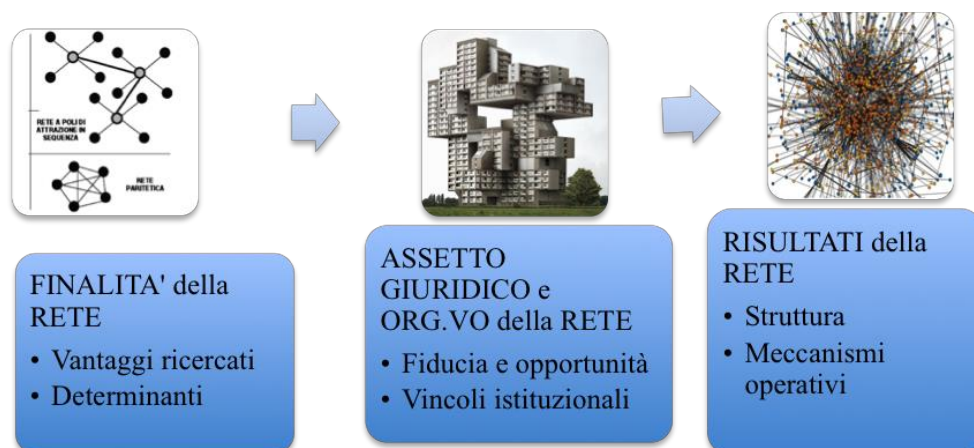 RETE A POLI DI
ATTRAZIONE IN
SEQUENZA
RETE
PARITETICA
FINALITA' della
RETE
• Vantaggi ricercati
• Determinanti
ASSETTO
GIURIDICO e
ORG.VO della RETE
• Fiducia e opportunità
• Vincoli istituzionali
RISULTATI della
RETE
• Struttura
• Meccanismi
operativi